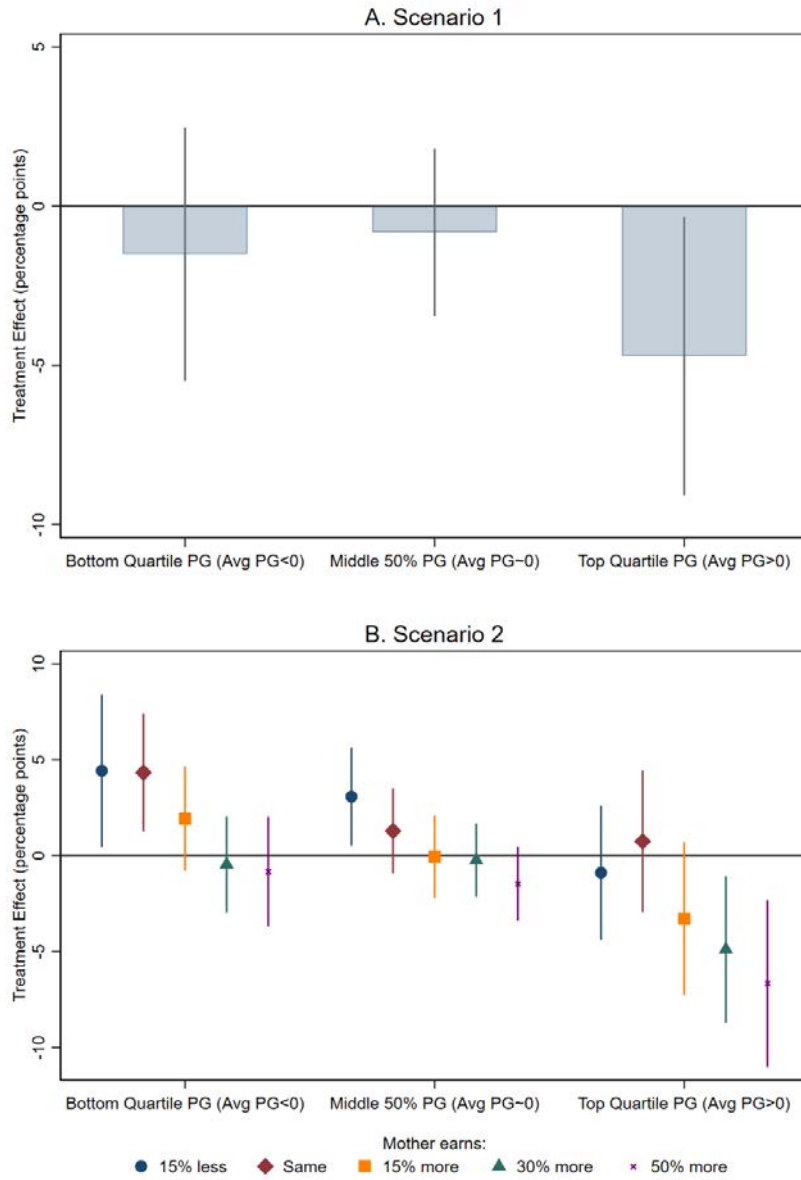 A. Scenario 1
Treatment Effect (percentage points)
5
0
-5
-10
Bottom Quartile PG (Avg PG<0) Middle 50% PG (Avg PG~0) Top Quartile PG (Avg PG>0)
B. Scenario 2
Treatment Effect (percentage points)
10
5
0
-5
-10
Bottom Quartile PG (Avg PG<0) Middle 50% PG (Avg PG~0) Top Quartile PG (Avg PG>0)
Mother earns:
15% less Same 15% more 30% more 50% more